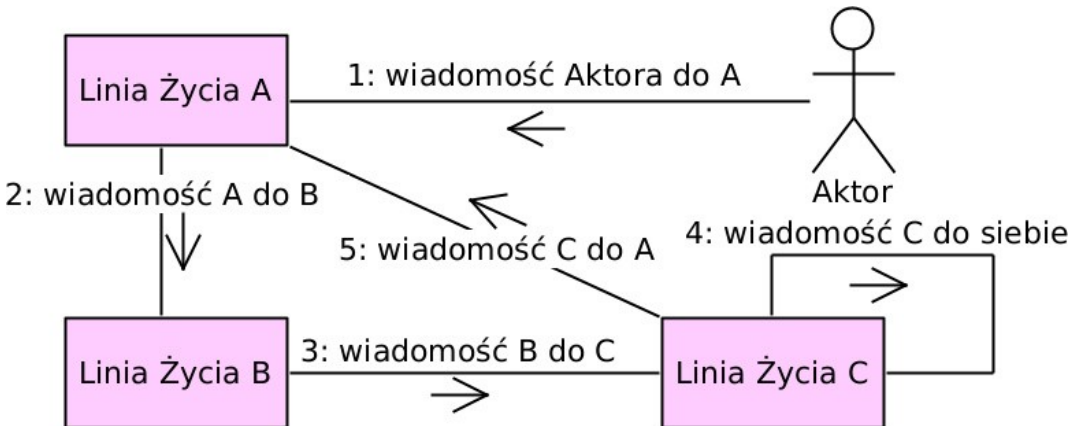 1: wiadomość Aktora do A
Linia Życia A
Aktor
2: wiadomość A do B
4: wiadomość C do siebie
5: wiadomość C do A
3: wiadomość B do C
Linia Życia B
Linia Życia C